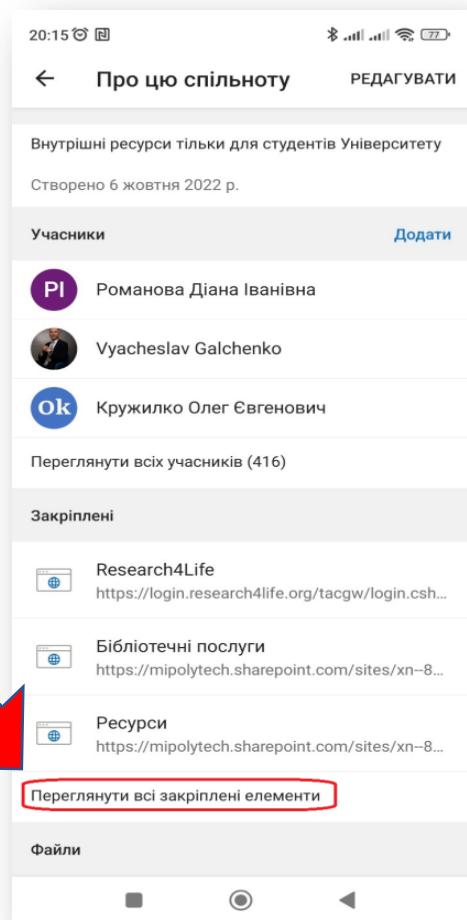 20:15
77
Про цю спільноту
РЕДАГУВАТИ
Внутрішні ресурси тільки для студентів Університету
Створено 6 жовтня 2022 р.
Учасники
Додати
РІ
Романова Діана Іванівна
Vyacheslav Galchenko
Ok
Кружилко Олег Євгенович
Переглянути всіх учасників (416)
Закріплені
Research4Life
https://login.research4life.org/tacgw/login.csh...
Бібліотечні послуги
https://mipolytech.sharepoint.com/sites/xn--8...
Ресурси
https://mipolytech.sharepoint.com/sites/xn--8...
Переглянути всі закріплені елементи
Файли